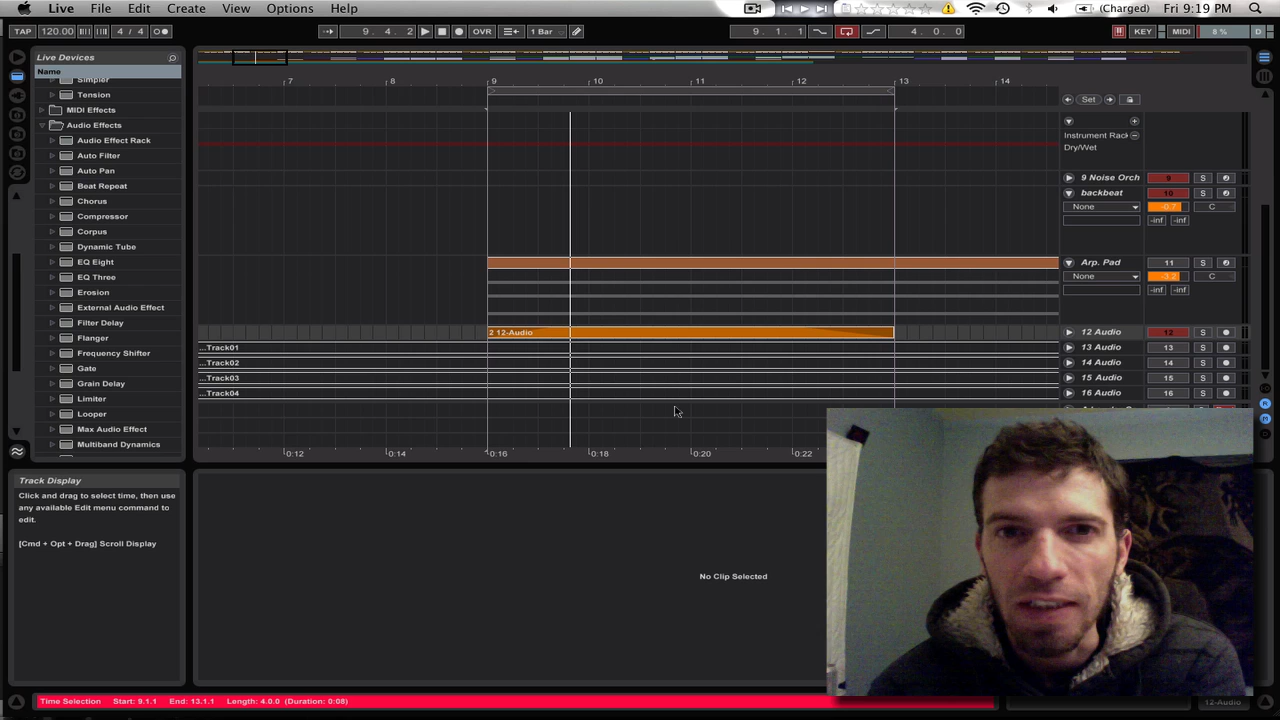 Live File Edit Create View Options Help (Charged) Fri 9:19 PM
TAP 120.00 4 / 4 9. 4. 2 OVR 1 Bar 9. 1. 1 4. 0. 0 KEY MIDI 8 % D
Live Devices
Name
Simpler
Tension
MIDI Effects
Audio Effects
Audio Effect Rack
Auto Filter
Auto Pan
Beat Repeat
Chorus
Compressor
Corpus
Dynamic Tube
EQ Eight
EQ Three
Erosion
External Audio Effect
Filter Delay
Flanger
Frequency Shifter
Gate
Grain Delay
Limiter
Looper
Max Audio Effect
Multiband Dynamics
7 8 9 10 11 12 13 14
Set
Instrument Rack
Dry/Wet
9 Noise Orch 9 S
backbeat 10 S
None -0.7 C
-inf -inf
Arp. Pad 11 S
None -3.2 C
-inf -inf
2 12-Audio
12 Audio 12 S
...Track01 13 Audio 13 S
...Track02 14 Audio 14 S
...Track03 15 Audio 15 S
...Track04 16 Audio 16 S
0:12 0:14 0:16 0:18 0:20 0:22
Track Display
Click and drag to select time, then use
any available Edit menu command to
edit.
[Cmd + Opt + Drag] Scroll Display
No Clip Selected
Time Selection Start: 9.1.1 End: 13.1.1 Length: 4.0.0 (Duration: 0:08)
12-Audio